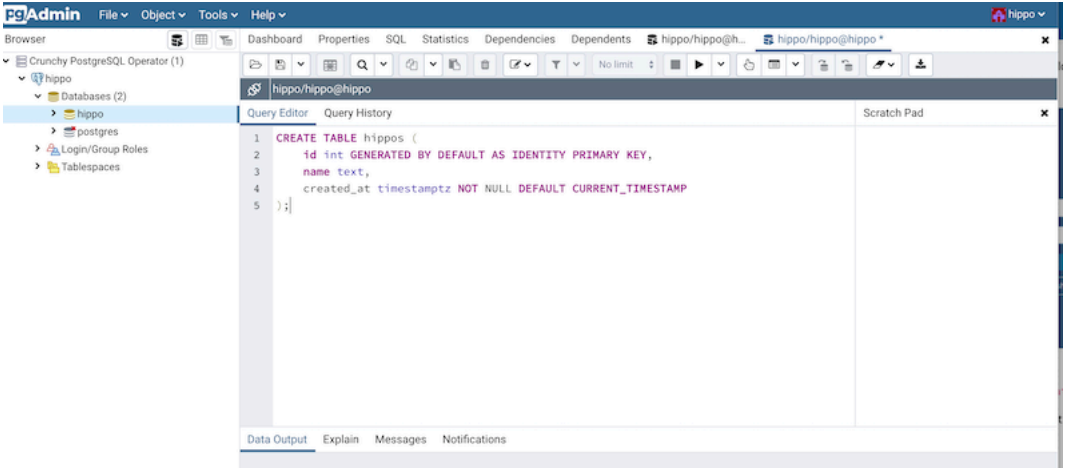 pgAdmin File Object Tools Help hippo
Browser
Dashboard Properties SQL Statistics Dependencies Dependents hippo/hippo@h... hippo/hippo@hippo *
Crunchy PostgreSQL Operator (1)
hippo
Databases (2)
hippo
postgres
Login/Group Roles
Tablespaces
No limit
hippo/hippo@hippo
Query Editor Query History
Scratch Pad
1 CREATE TABLE hippos (
2 id int GENERATED BY DEFAULT AS IDENTITY PRIMARY KEY,
3 name text,
4 created_at timestamptz NOT NULL DEFAULT CURRENT_TIMESTAMP
5 );
Data Output Explain Messages Notifications